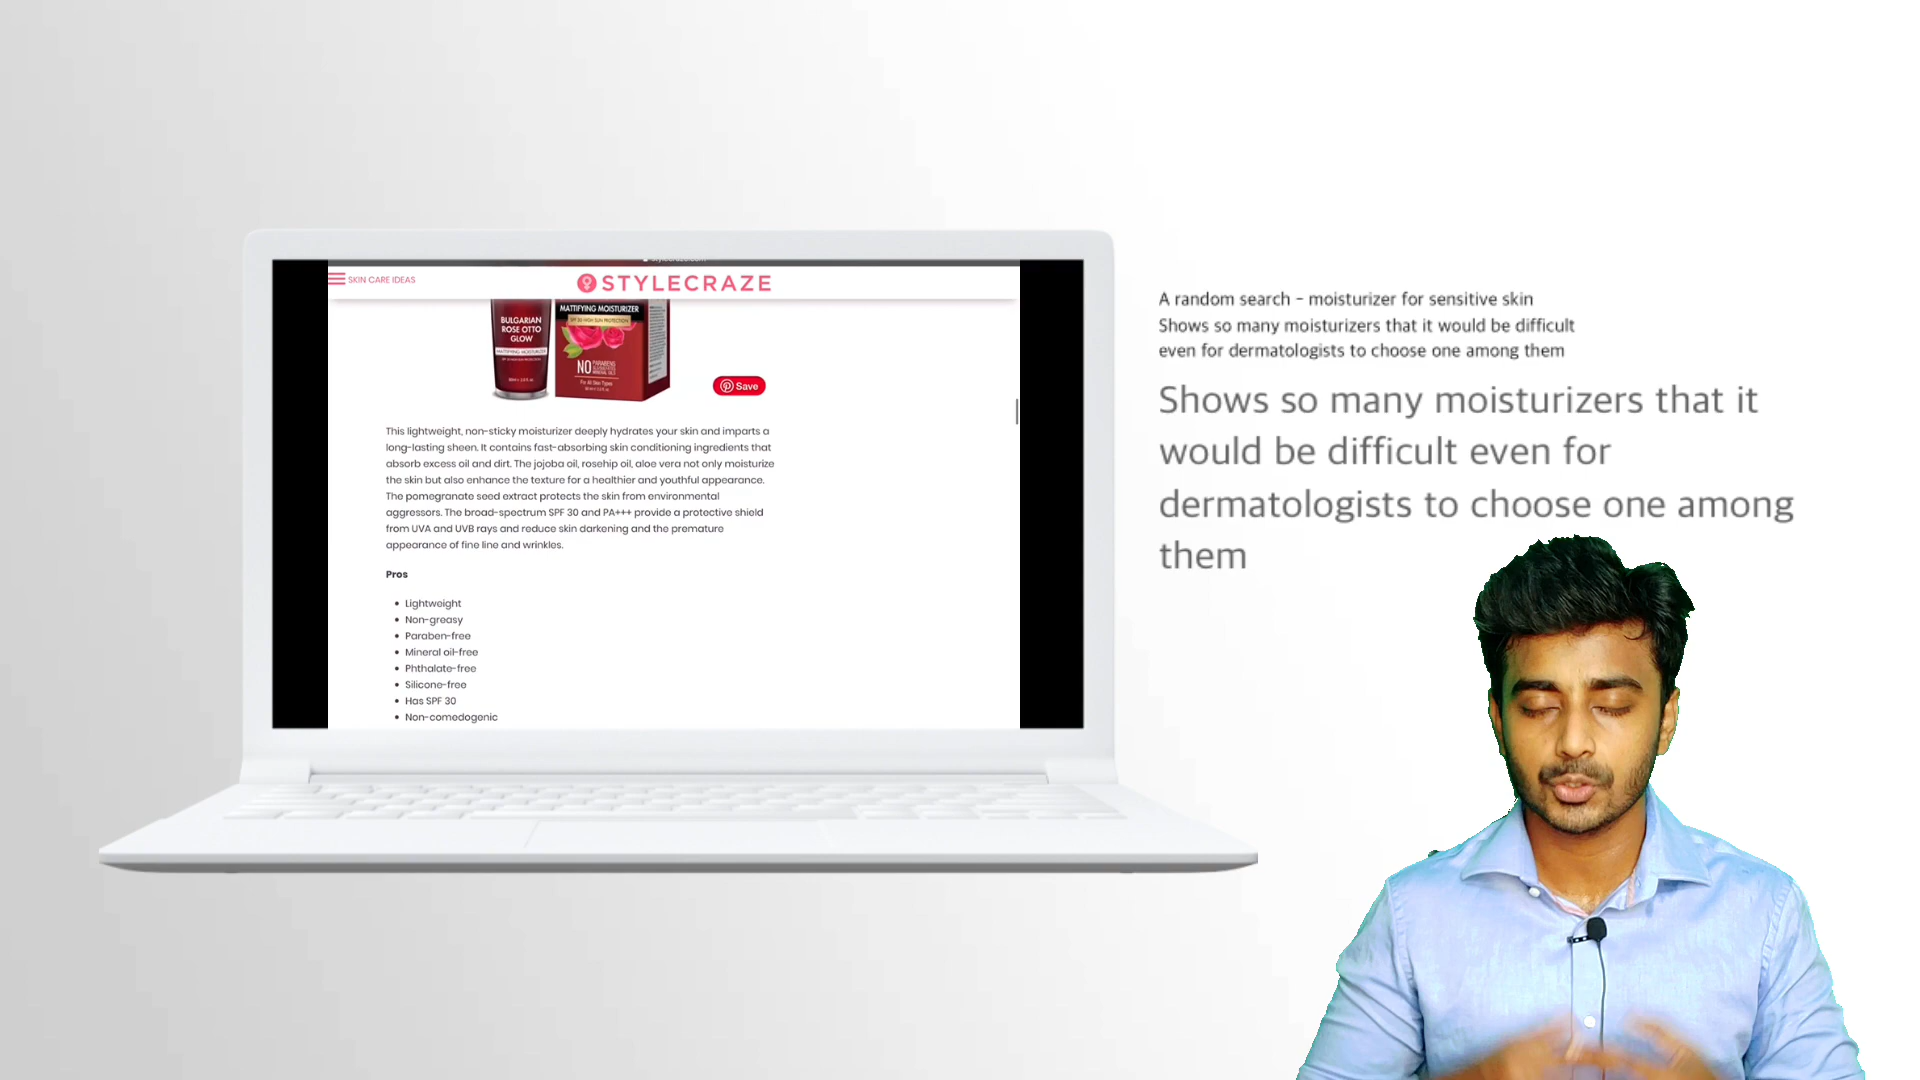 SKIN CARE IDEAS
STYLECRAZE
BULGARIAN
ROSE OTTO
GLOW
MATTIFYING MOISTURIZER
MATTIFYING MOISTURIZER
NO PARABENS
For All Skin Types
Save
This lightweight, non-sticky moisturizer deeply hydrates your skin and imparts a
long-lasting sheen. It contains fast-absorbing skin conditioning ingredients that
absorb excess oil and dirt. The jojoba oil, rosehip oil, aloe vera not only moisturize
the skin but also enhance the texture for a healthier and youthful appearance.
The pomegranate seed extract protects the skin from environmental
aggressors. The broad-spectrum SPF 30 and PA+++ provide a protective shield
from UVA and UVB rays and reduce skin darkening and the premature
appearance of fine line and wrinkles.
Pros
Lightweight
Non-greasy
Paraben-free
Mineral oil-free
Phthalate-free
Silicone-free
Has SPF 30
Non-comedogenic
A random search - moisturizer for sensitive skin
Shows so many moisturizers that it would be difficult
even for dermatologists to choose one among them
Shows so many moisturizers that it
would be difficult even for
dermatologists to choose one among
them